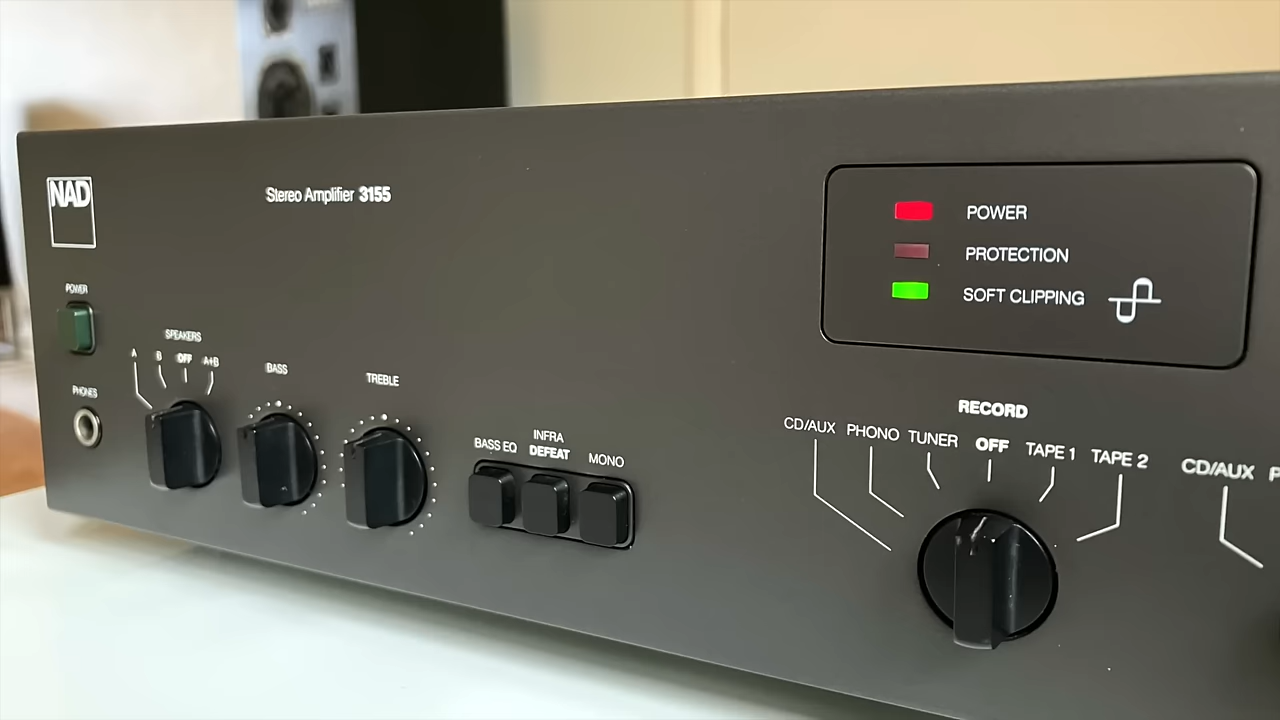 NAD
Stereo Amplifier 3155
POWER
PROTECTION
SOFT CLIPPING
POWER
SPEAKERS
A B OFF A+B
PHONES
BASS
TREBLE
BASS EQ
INFRA
DEFEAT
MONO
RECORD
CD/AUX PHONO TUNER OFF TAPE 1 TAPE 2
CD/AUX P